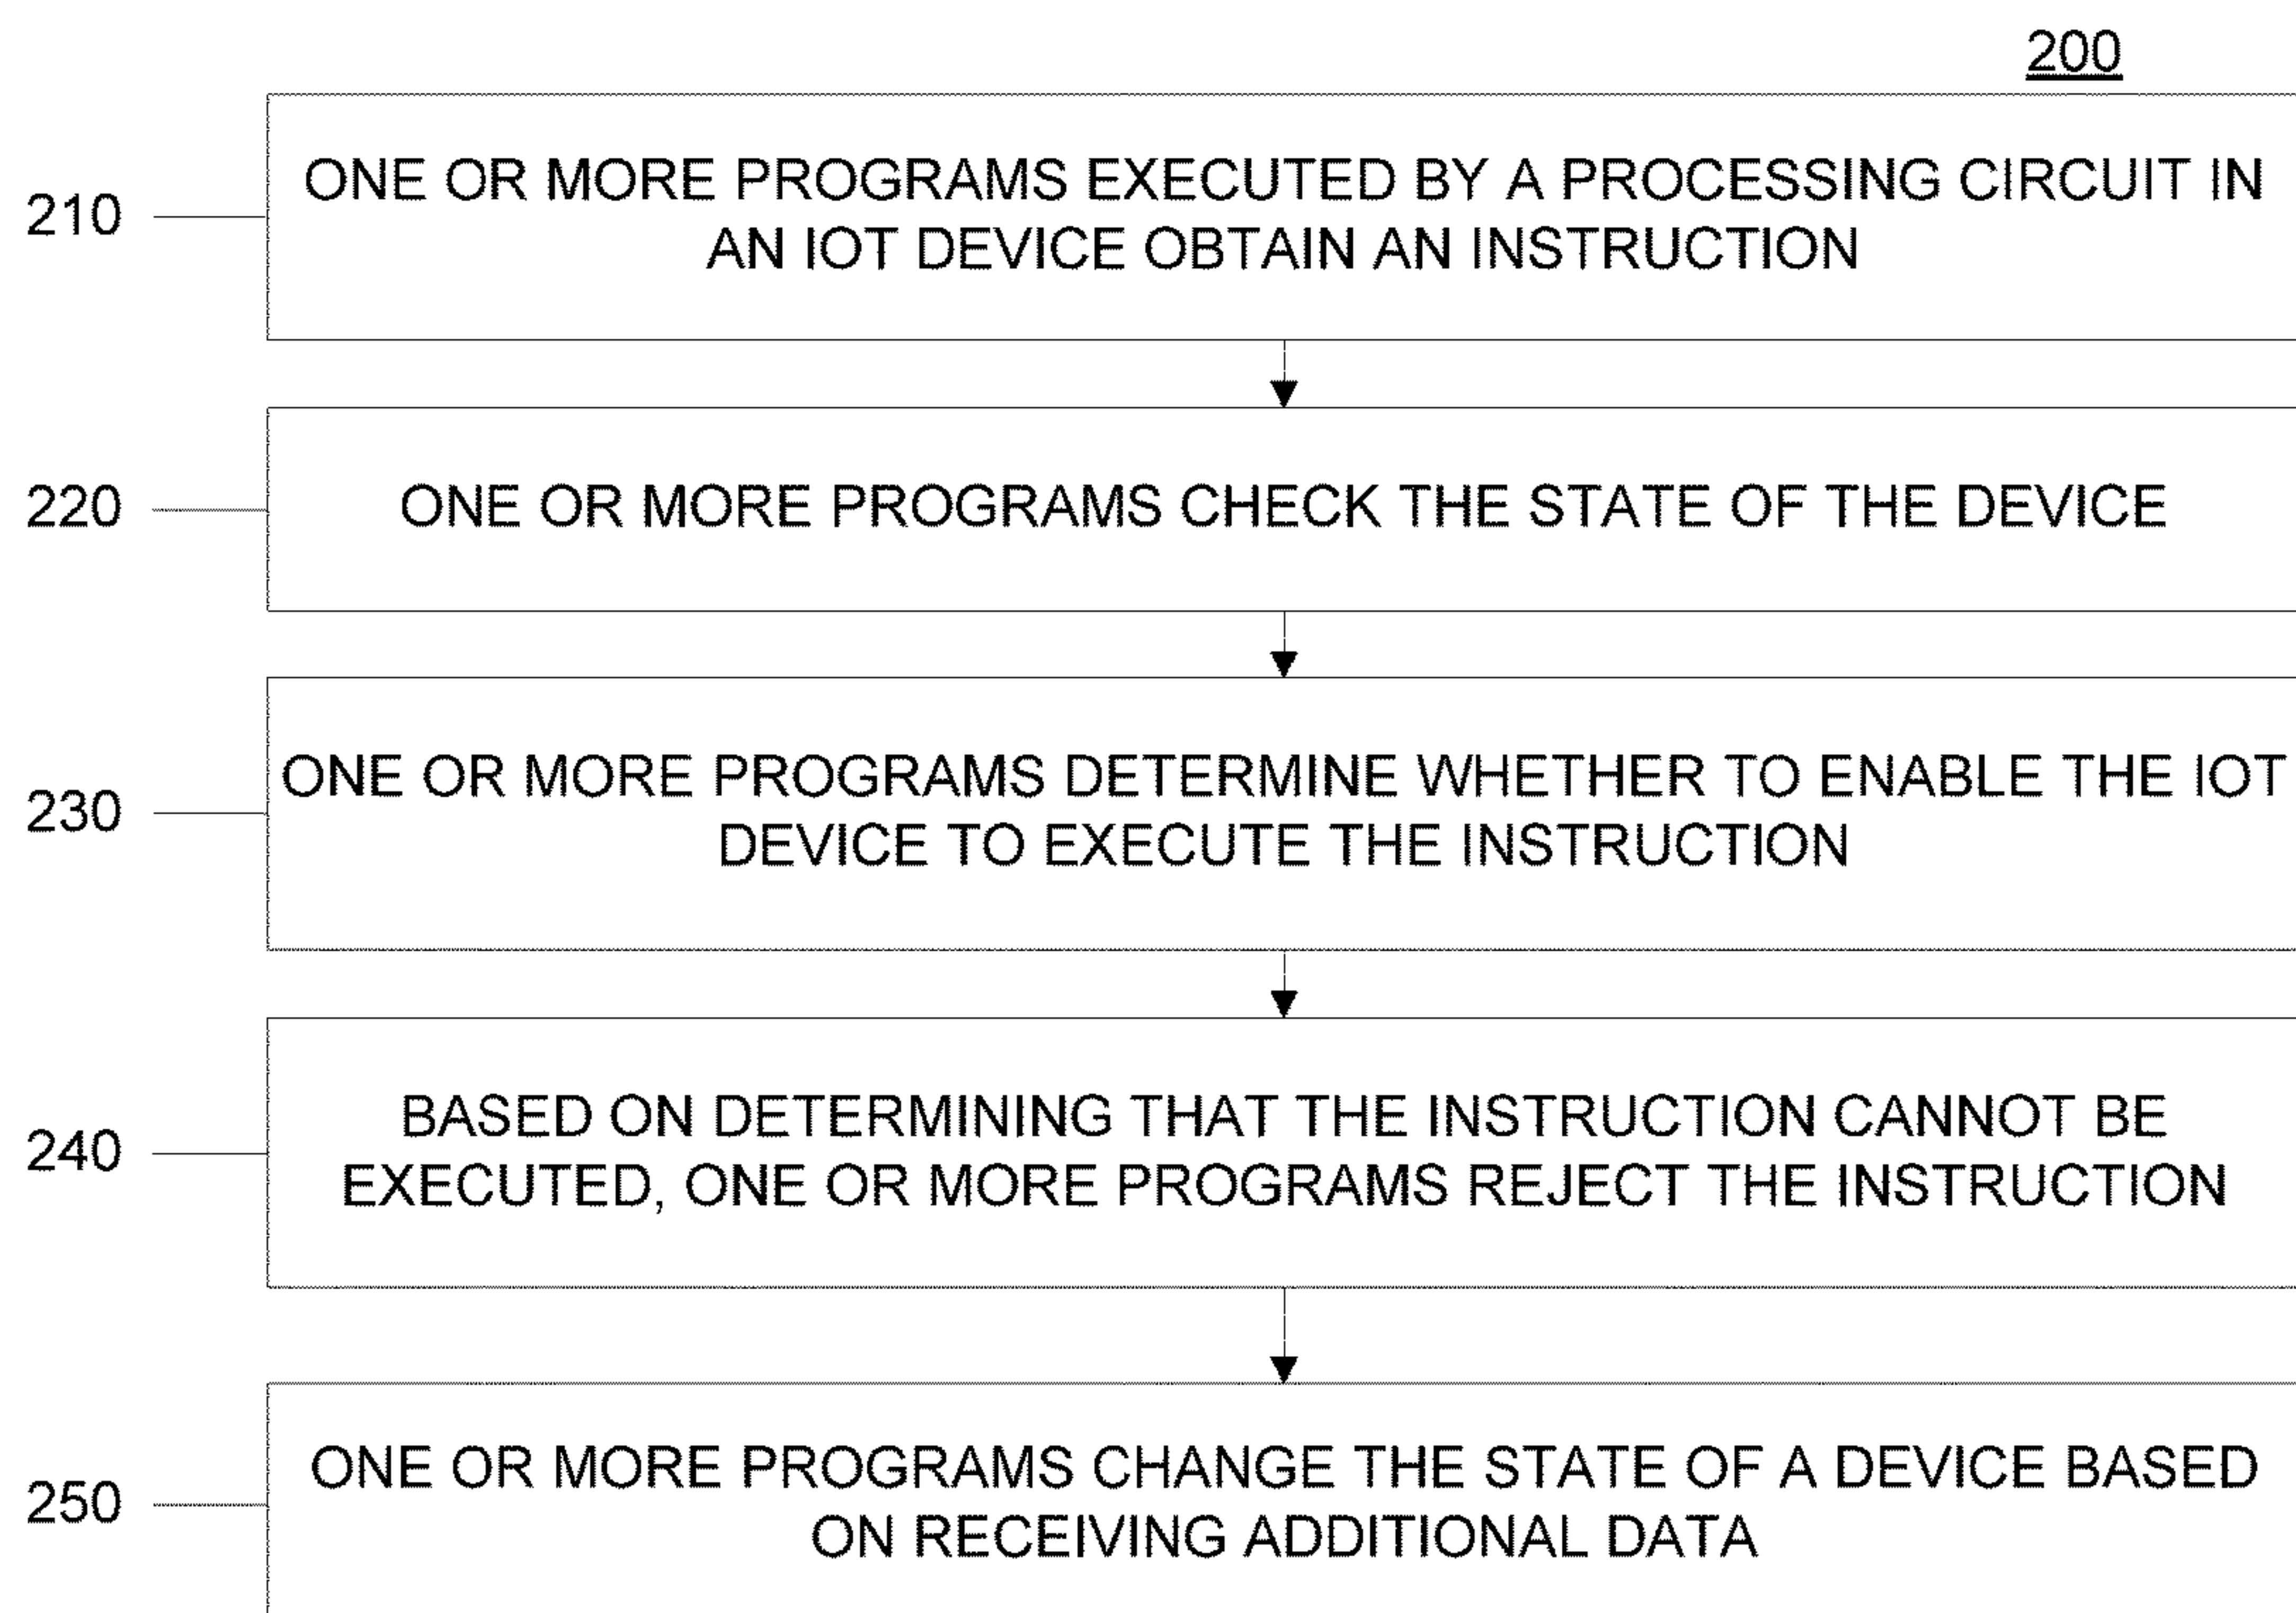 200
210
ONE OR MORE PROGRAMS EXECUTED BY A PROCESSING CIRCUIT IN
AN IOT DEVICE OBTAIN AN INSTRUCTION
220
ONE OR MORE PROGRAMS CHECK THE STATE OF THE DEVICE
230
ONE OR MORE PROGRAMS DETERMINE WHETHER TO ENABLE THE IOT
DEVICE TO EXECUTE THE INSTRUCTION
240
BASED ON DETERMINING THAT THE INSTRUCTION CANNOT BE
EXECUTED, ONE OR MORE PROGRAMS REJECT THE INSTRUCTION
250
ONE OR MORE PROGRAMS CHANGE THE STATE OF A DEVICE BASED
ON RECEIVING ADDITIONAL DATA